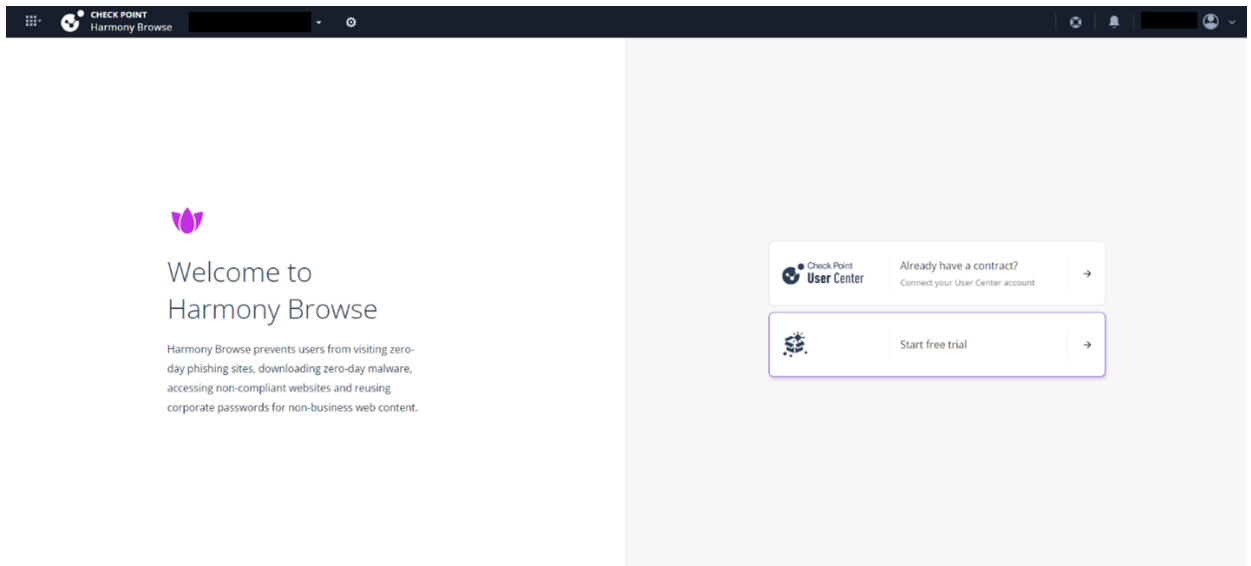 CHECK POINT
Harmony Browse
Welcome to
Harmony Browse
Harmony Browse prevents users from visiting zero-
day phishing sites, downloading zero-day malware,
accessing non-compliant websites and reusing
corporate passwords for non-business web content.
Check Point
User Center
Already have a contract?
Connect your User Center account
Start free trial